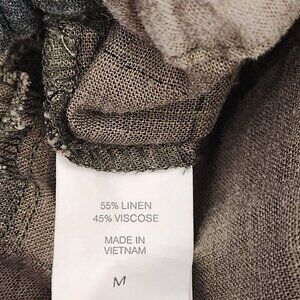 55% LINEN
45% VISCOSE
MADE IN
VIETNAM
M